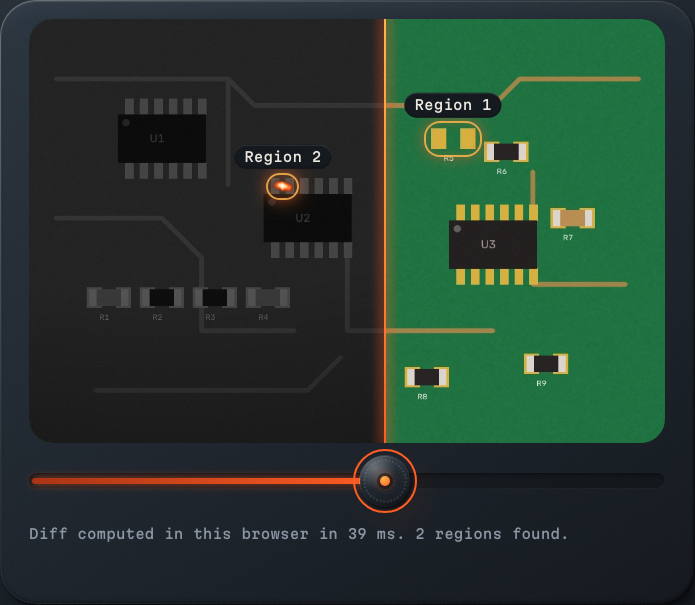 Region 1
U1
Region 2
R5
R6
U2
R7
U3
R1
R2
R3
R4
R8
R9
Diff computed in this browser in 39 ms. 2 regions found.